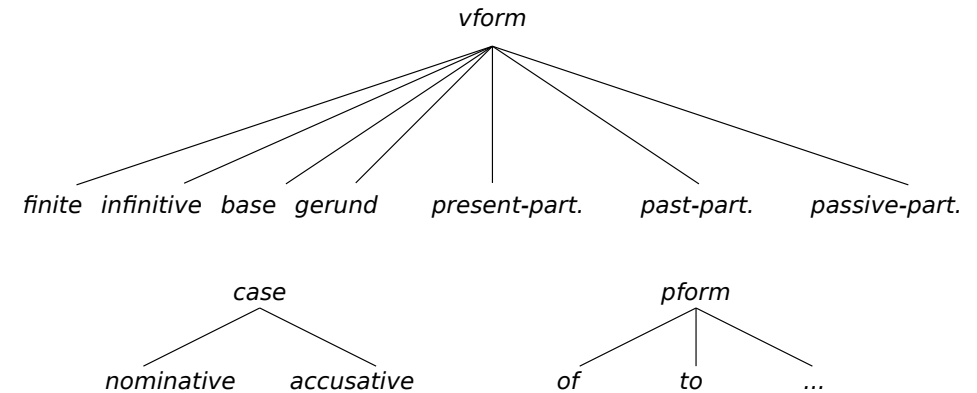 vform
finite infinitive base gerund present-part. past-part. passive-part.
case pform
nominative accusative of to ...